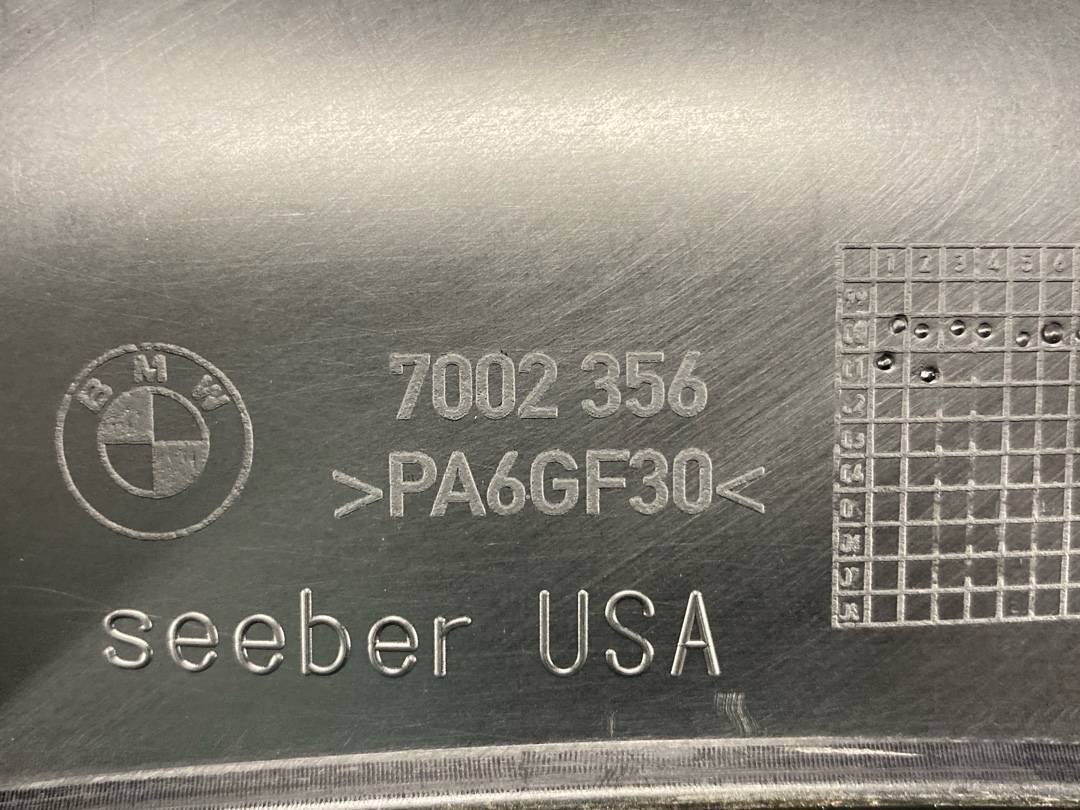 BMW
7002 356
>PA6GF30<
seeber USA
1 2 3 4 5 6